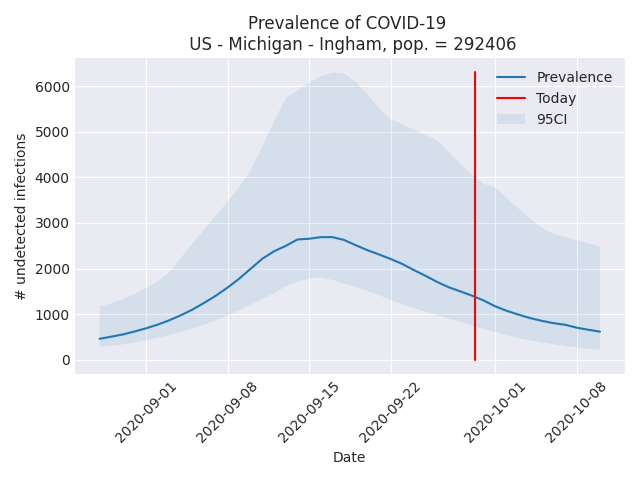 Prevalence of COVID-19
US - Michigan - Ingham, pop. = 292406
Prevalence
Today
95CI
# undetected infections
6000
5000
4000
3000
2000
1000
0
2020-09-01
2020-09-08
2020-09-15
2020-09-22
2020-10-01
2020-10-08
Date